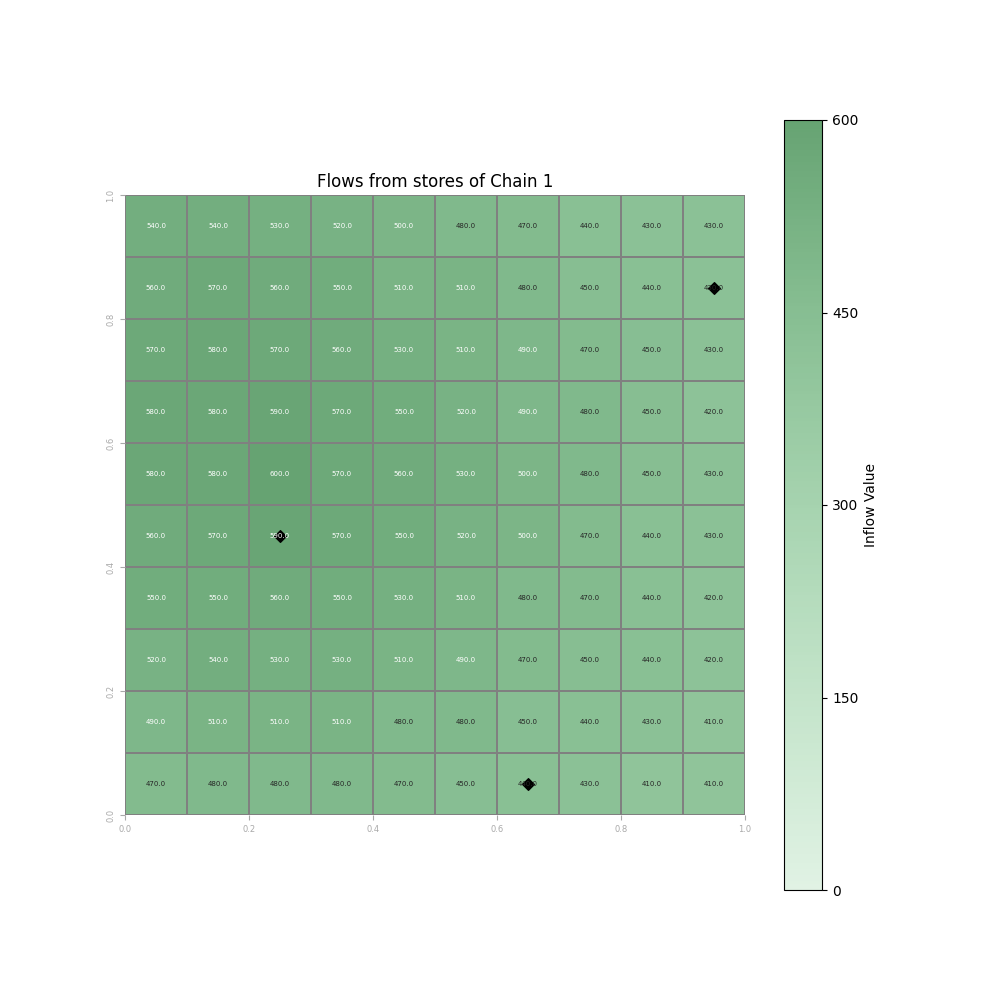 Flows from stores of Chain 1
600
1.0
540.0 540.0 530.0 520.0 500.0 480.0 470.0 440.0 430.0 430.0
560.0 570.0 560.0 550.0 510.0 510.0 480.0 450.0 440.0
450
0.8
570.0 580.0 570.0 560.0 530.0 510.0 490.0 470.0 450.0 430.0
580.0 580.0 590.0 570.0 550.0 520.0 490.0 480.0 450.0 420.0
0.6
580.0 580.0 600.0 570.0 560.0 530.0 500.0 480.0 450.0 430.0
300
Inflow Value
560.0 570.0 590.0 570.0 550.0 520.0 500.0 470.0 440.0 430.0
0.4
550.0 550.0 560.0 550.0 530.0 510.0 480.0 470.0 440.0 420.0
520.0 540.0 530.0 530.0 510.0 490.0 470.0 450.0 440.0 420.0
0.2
150
490.0 510.0 510.0 510.0 480.0 480.0 450.0 440.0 430.0 410.0
470.0 480.0 480.0 480.0 470.0 450.0 430.0 410.0 410.0
0.0
0.0 0.2 0.4 0.6 0.8 1.0
0